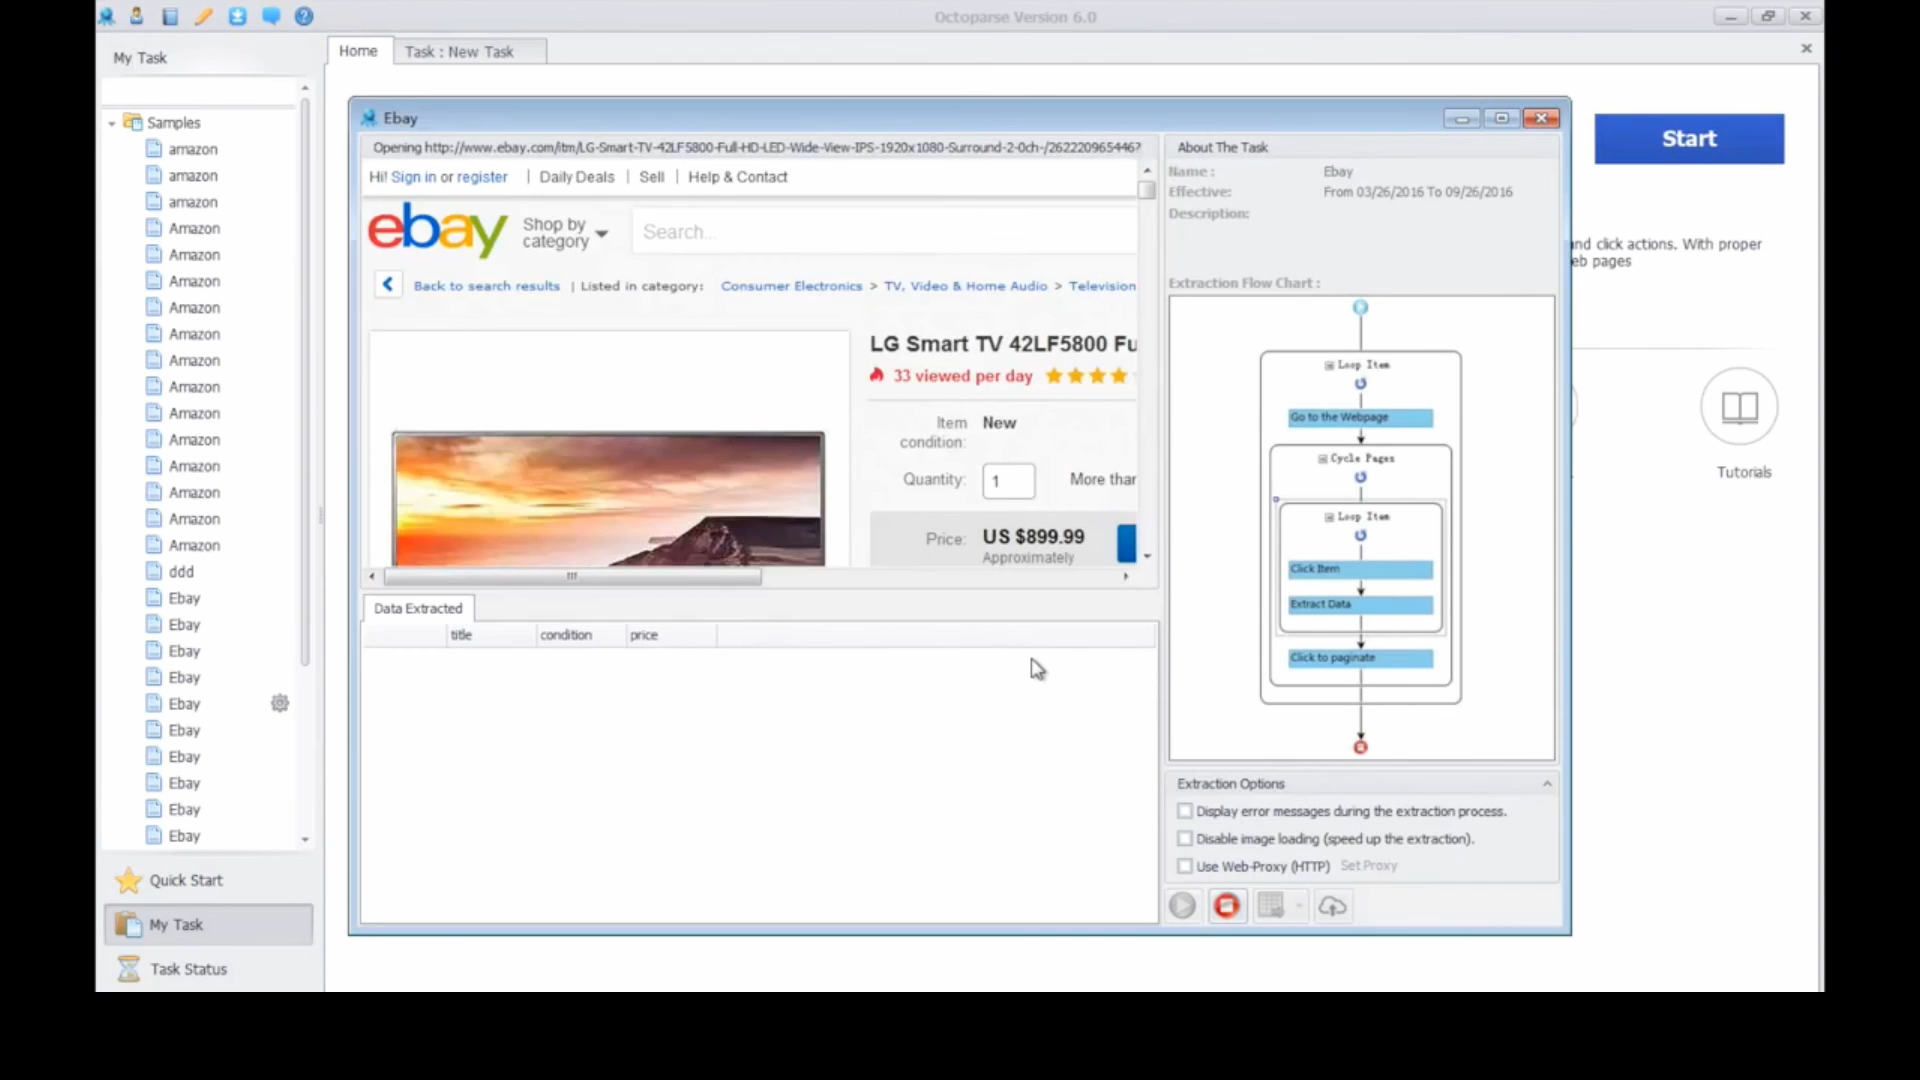 Octoparse Version 6.0
My Task
Home
Task : New Task
Samples
amazon
amazon
amazon
Amazon
Amazon
Amazon
Amazon
Amazon
Amazon
Amazon
Amazon
Amazon
Amazon
Amazon
Amazon
Amazon
ddd
Ebay
Ebay
Ebay
Ebay
Ebay
Ebay
Ebay
Ebay
Ebay
Ebay
Quick Start
My Task
Task Status
Ebay
Opening http://www.ebay.com/itm/LG-Smart-TV-42LF5800-Full-HD-LED-Wide-View-IPS-1920x1080-Surround-2-0ch-/262220965446?
Hi! Sign in or register | Daily Deals | Sell | Help & Contact
ebay
Shop by
category
Search...
Back to search results | Listed in category: Consumer Electronics > TV, Video & Home Audio > Television
LG Smart TV 42LF5800 Fu
33 viewed per day
Item
condition:
New
Quantity:
1
More than
Price:
US $899.99
Approximately
Data Extracted
title
condition
price
About The Task
Name :
Ebay
Effective:
From 03/26/2016 To 09/26/2016
Description:
Extraction Flow Chart :
Loop Item
Go to the Webpage
Cycle Pages
Loop Item
Click Item
Extract Data
Click to paginate
Extraction Options
Display error messages during the extraction process.
Disable image loading (speed up the extraction).
Use Web-Proxy (HTTP) Set Proxy
Start
nd click actions. With proper
eb pages
Tutorials